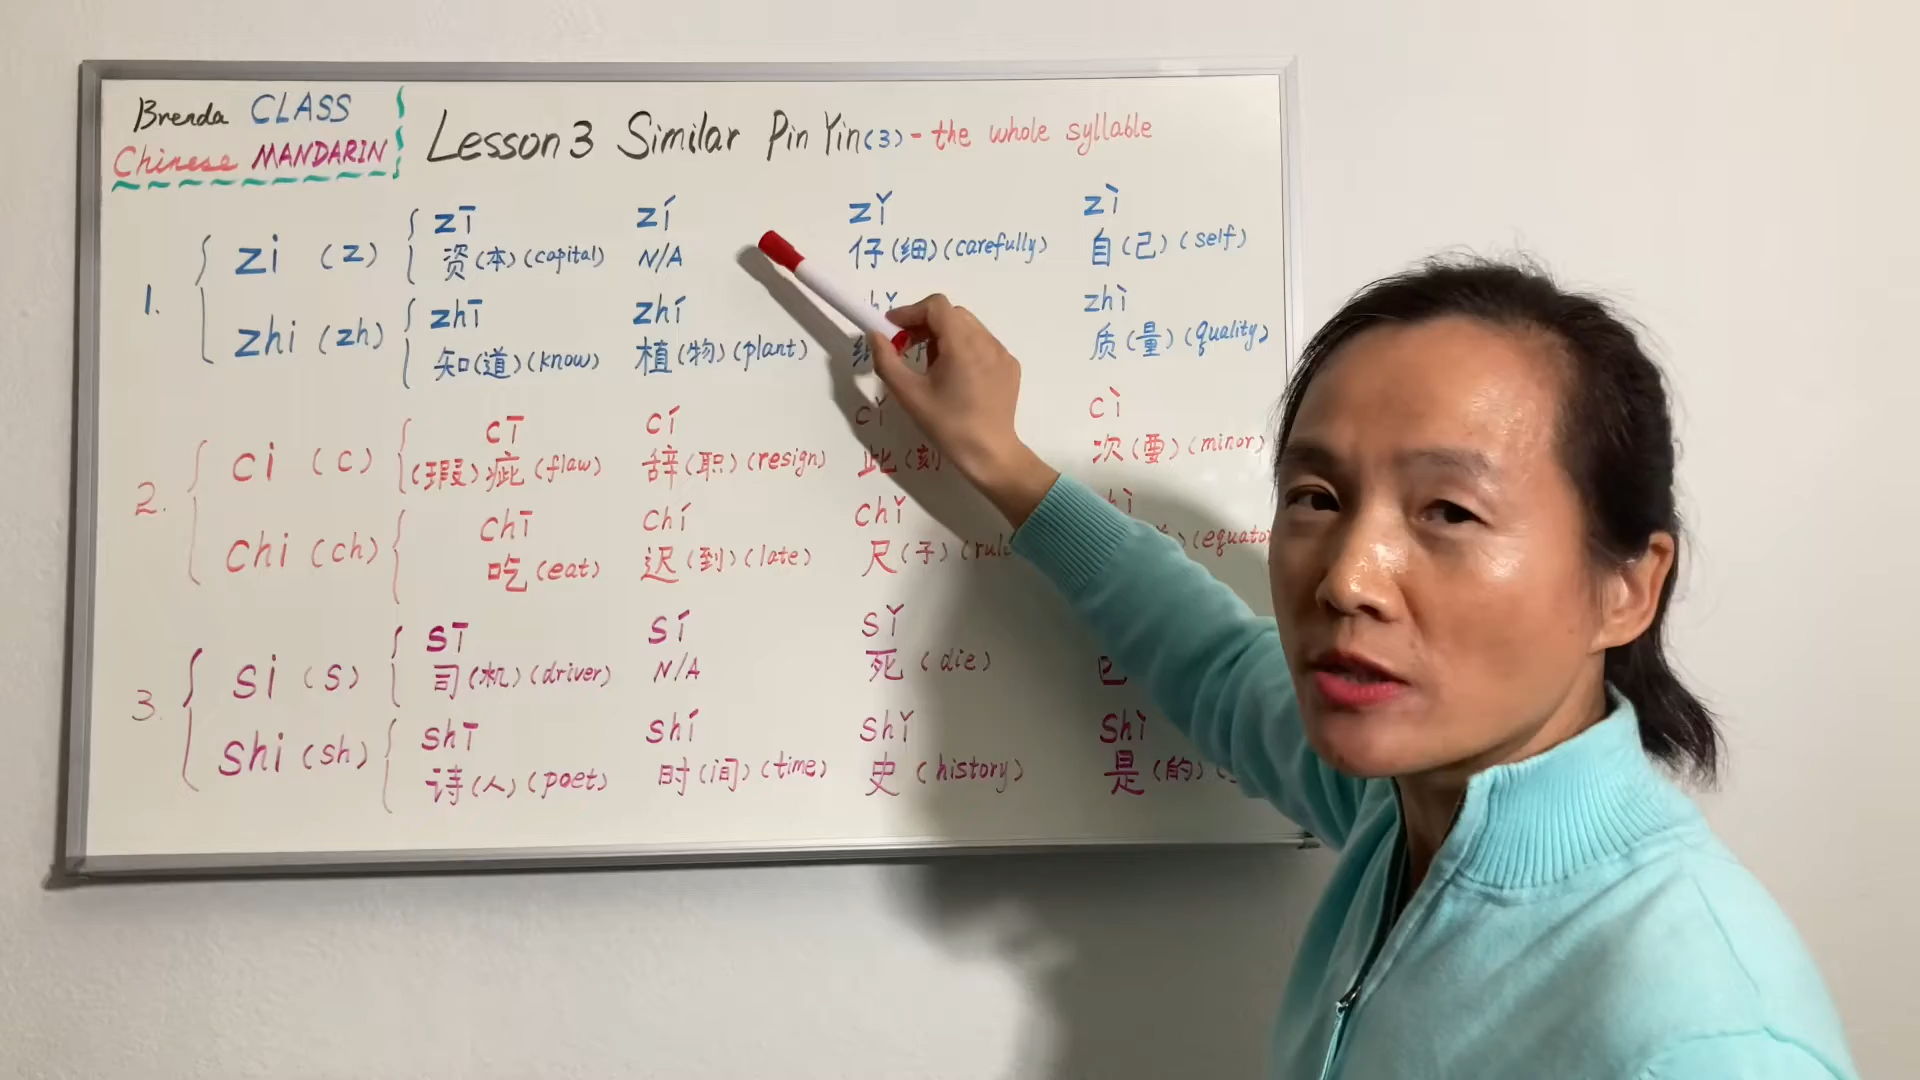 Brenda CLASS
Chinese MANDARIN
Lesson 3 Similar Pin Yin(3) - the whole syllable
1.
zi (z)
zī zí zǐ zì
资(本)(capital) N/A 仔(细)(carefully) 自(己)(self)
zhi (zh)
zhī zhí zhì
知(道)(know) 植(物)(plant) 质(量)(quality)
2.
ci (c)
cī cí cǐ cì
(瑕)疵(flaw) 辞(职)(resign) 此(刻) 次(要)(minor)
chi (ch)
chī chí chǐ
吃(eat) 迟(到)(late) 尺(子)
3.
si (s)
sī sí sǐ
司(机)(driver) N/A 死(die)
shi (sh)
shī shí shǐ shì
诗(人)(poet) 时(间)(time) 史(history) 是(的)